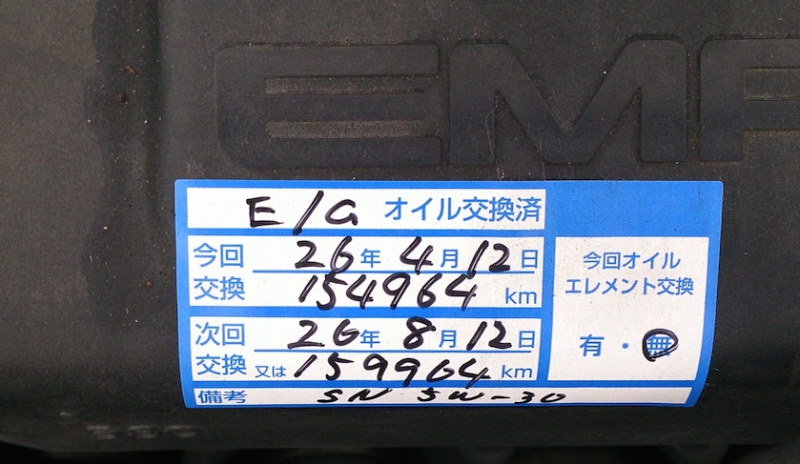 EMP
E/G オイル交換済
今回 26年 4月12日
交換 154964 km
次回 26年 8月12日
交換 又は 159964 km
備考 SN 5W-30
今回オイル
エレメント交換
有・無